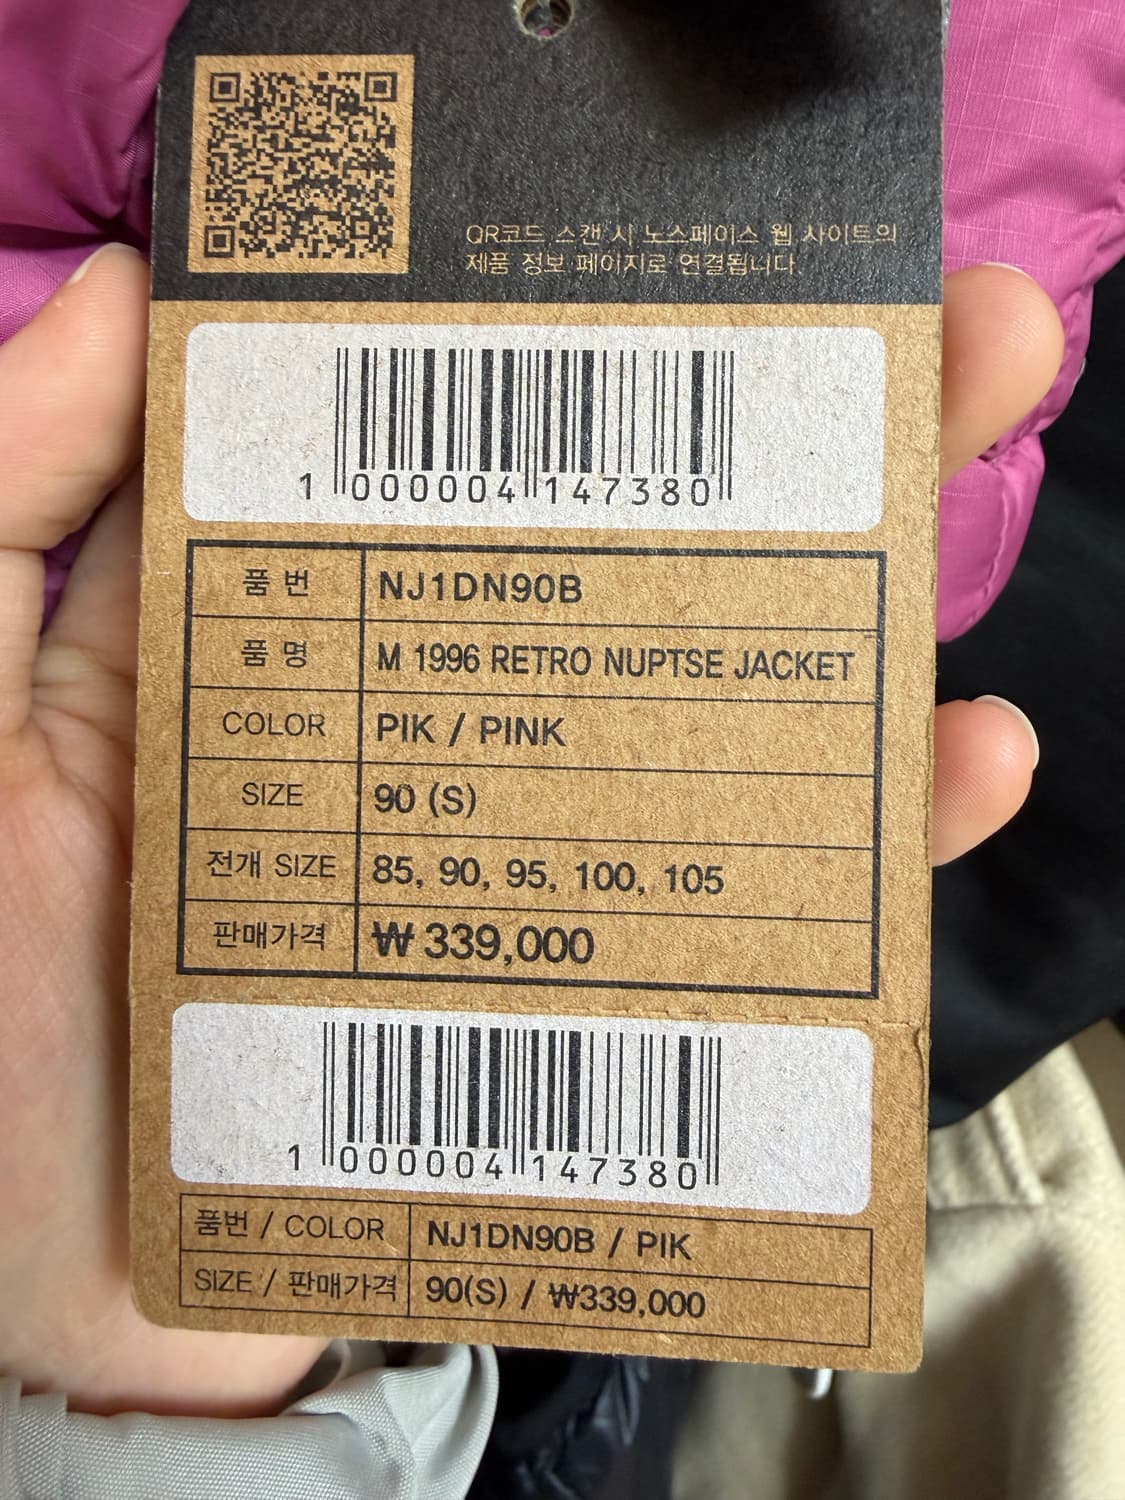 QR코드 스캔 시 노스페이스 웹 사이트의
제품 정보 페이지로 연결됩니다.
1 000004 147380
품 번 NJ1DN90B
품 명 M 1996 RETRO NUPTSE JACKET
COLOR PIK / PINK
SIZE 90 (S)
전개 SIZE 85, 90, 95, 100, 105
판매가격 ₩ 339,000
1 000004 147380
품번 / COLOR NJ1DN90B / PIK
SIZE / 판매가격 90(S) / ₩339,000